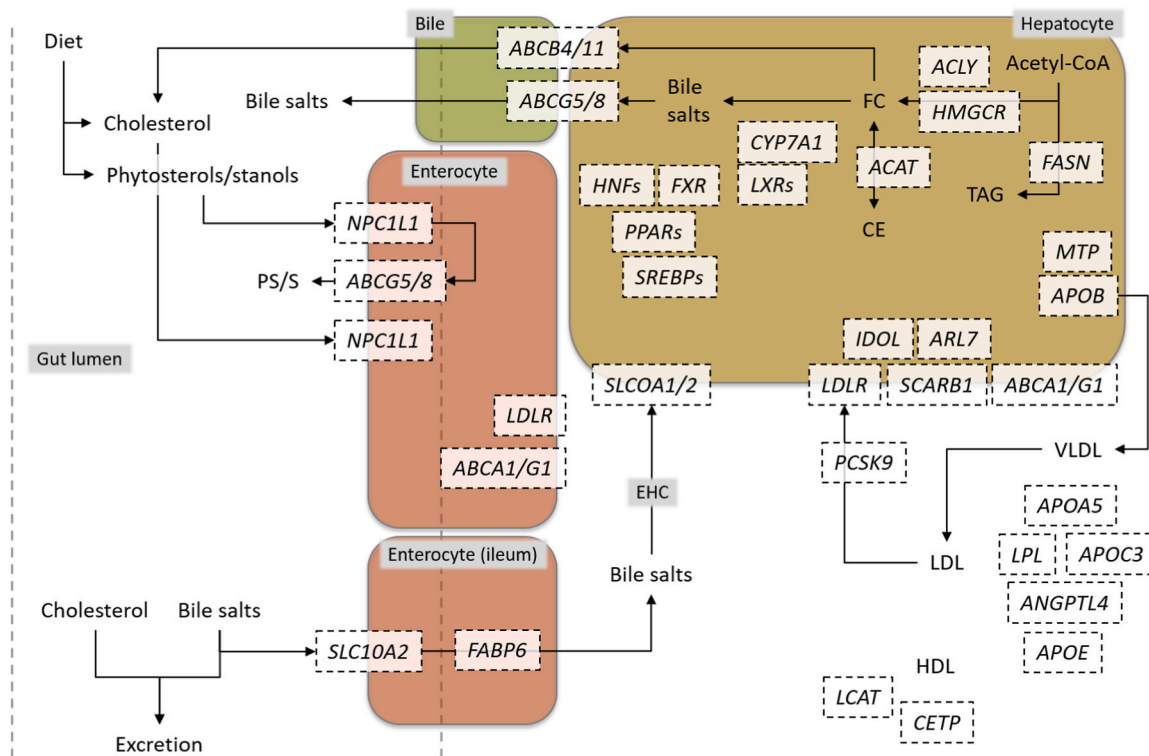 Bile
Hepatocyte
Diet
ABCB4/11
ACLY
Acetyl-CoA
Bile salts
ABCG5/8
Bile
salts
FC
HMGCR
Cholesterol
CYP7A1
Phytosterols/stanols
Enterocyte
HNFs
FXR
LXRs
ACAT
FASN
TAG
NPC1L1
PPARs
CE
MTP
PS/S
ABCG5/8
SREBPs
APOB
NPC1L1
IDOL
ARL7
Gut lumen
SLCOA1/2
LDLR
SCARB1
ABCA1/G1
LDLR
ABCA1/G1
PCSK9
VLDL
EHC
APOA5
Enterocyte (ileum)
LPL
APOC3
Bile salts
LDL
Cholesterol
Bile salts
ANGPTL4
SLC10A2
FABP6
APOE
HDL
LCAT
CETP
Excretion